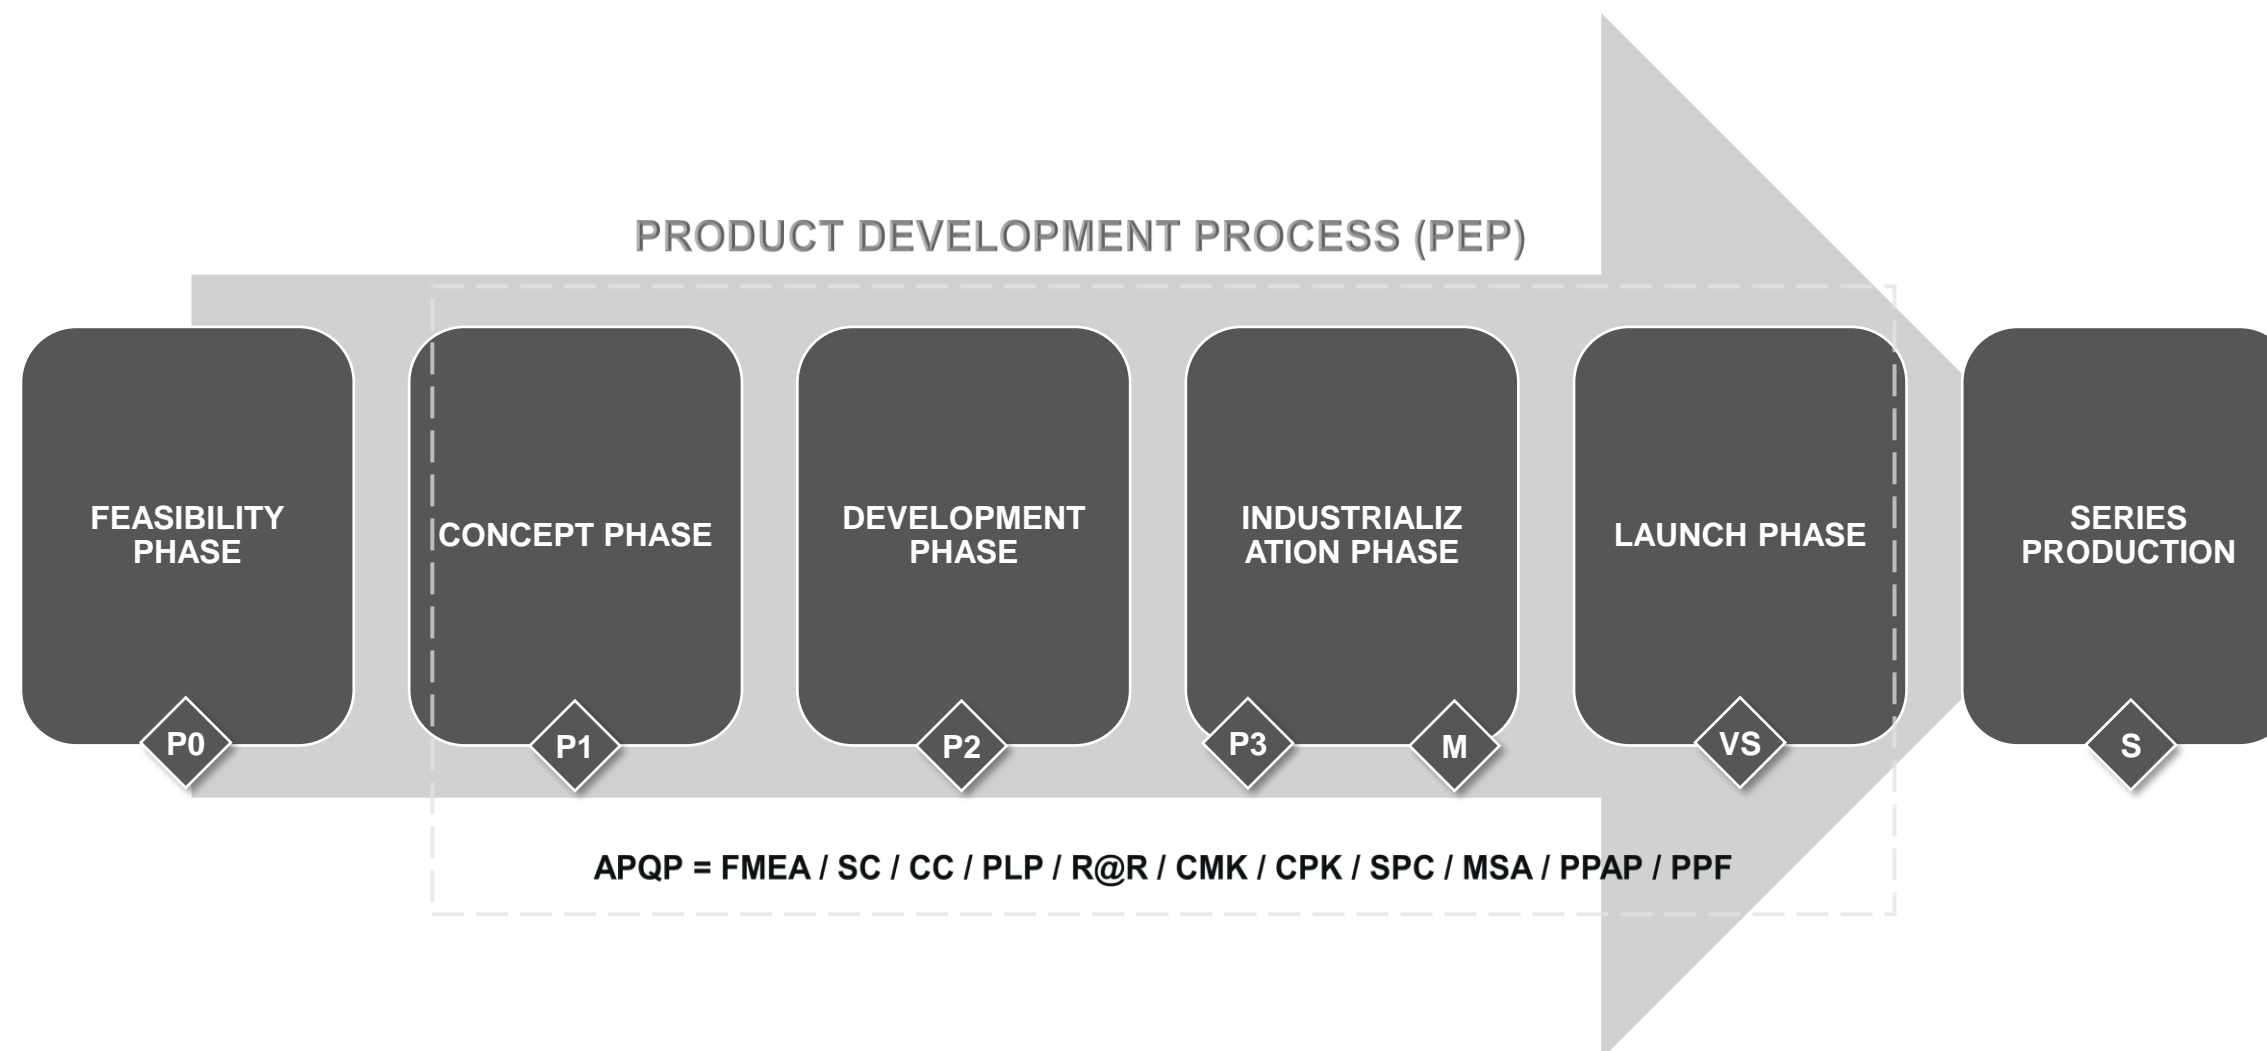 PRODUCT DEVELOPMENT PROCESS (PEP)
FEASIBILITY
PHASE
CONCEPT PHASE
DEVELOPMENT
PHASE
INDUSTRIALIZ
ATION PHASE
LAUNCH PHASE
SERIES
PRODUCTION
P0
P1
P2
P3
M
VS
S
APQP = FMEA / SC / CC / PLP / R@R / CMK / CPK / SPC / MSA / PPAP / PPF